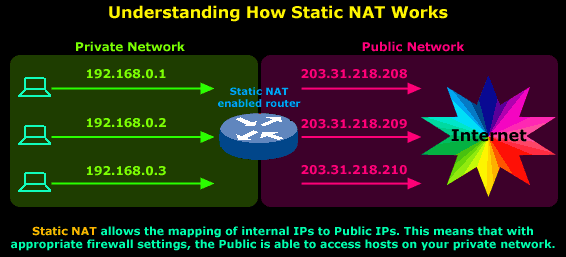 Understanding How Static NAT Works
Private Network
Public Network
192.168.0.1
203.31.218.208
Static NAT
enabled router
192.168.0.2
203.31.218.209
Internet
192.168.0.3
203.31.218.210
Static NAT allows the mapping of internal IPs to Public IPs. This means that with
appropriate firewall settings, the Public is able to access hosts on your private network.